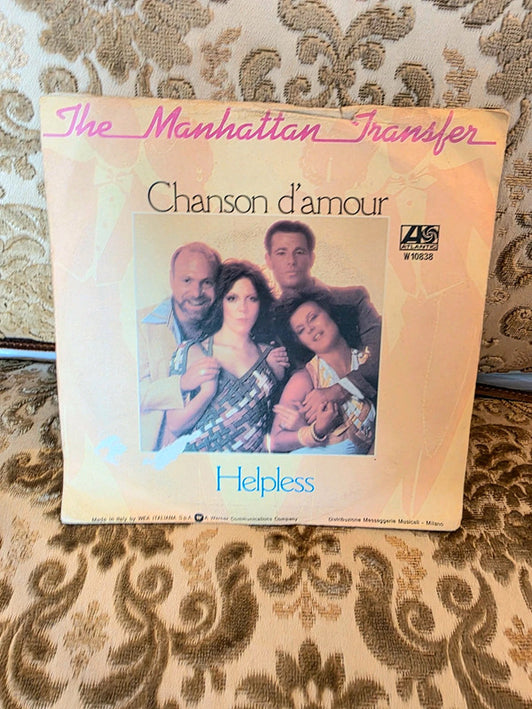 The Manhattan Transfer
Chanson d'amour
ATLANTIC
W 10838
Helpless
Made in Italy by WEA ITALIANA S.p.A. A Warner Communications Company Distribuzione Messaggerie Musicali - Milano